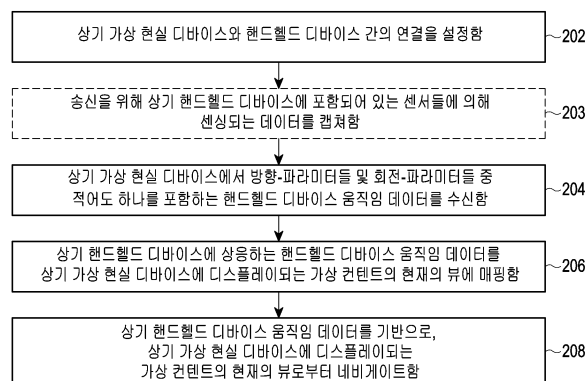 상기 가상 현실 디바이스와 핸드헬드 디바이스 간의 연결을 설정함
202
송신을 위해 상기 핸드헬드 디바이스에 포함되어 있는 센서들에 의해
센싱되는 데이터를 캡쳐함
203
상기 가상 현실 디바이스에서 방향-파라미터들 및 회전-파라미터들 중
적어도 하나를 포함하는 핸드헬드 디바이스 움직임 데이터를 수신함
204
상기 핸드헬드 디바이스에 상응하는 핸드헬드 디바이스 움직임 데이터를
상기 가상 현실 디바이스에 디스플레이되는 가상 컨텐트의 현재의 뷰에 매핑함
206
상기 핸드헬드 디바이스 움직임 데이터를 기반으로,
상기 가상 현실 디바이스에 디스플레이되는
가상 컨텐트의 현재의 뷰로부터 네비게이트함
208